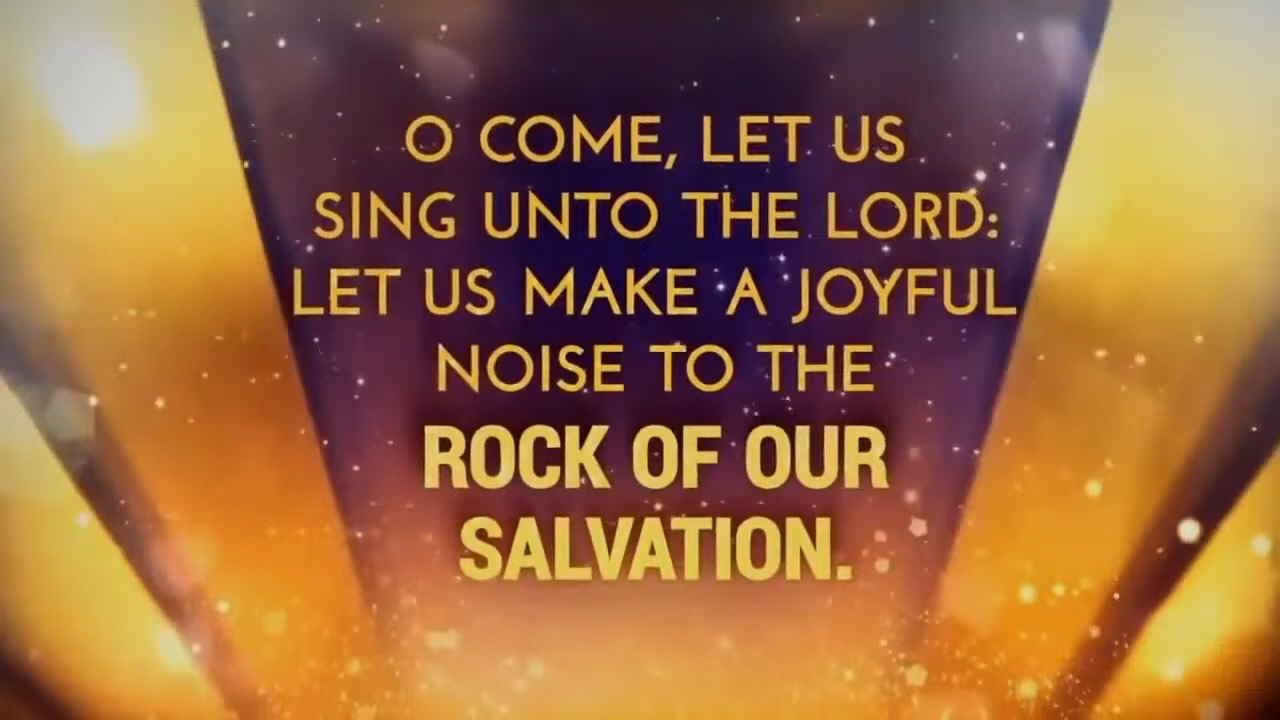 O COME, LET US
SING UNTO THE LORD:
LET US MAKE A JOYFUL
NOISE TO THE
ROCK OF OUR
SALVATION.